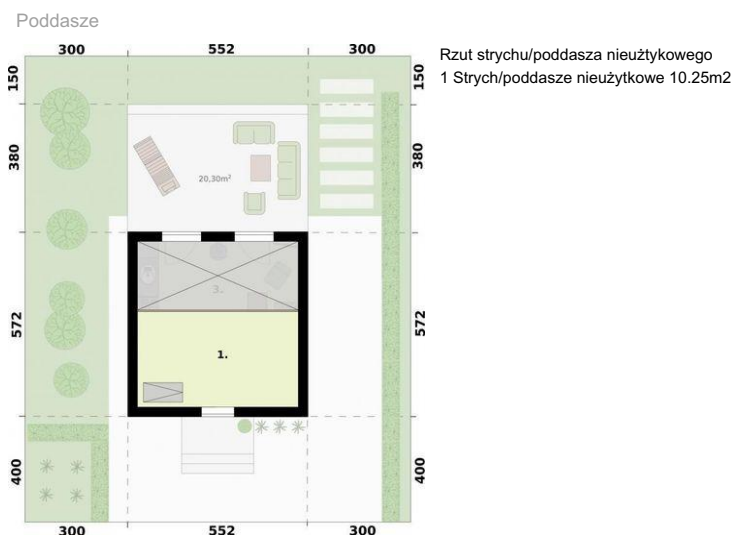 Poddasze
300 552 300
Rzut strychu/poddasza nieużtykowego
1 Strych/poddasze nieużytkowe 10.25m2
150 150
380 380
20,30m²
3.
572 572
1.
400 400
300 552 300